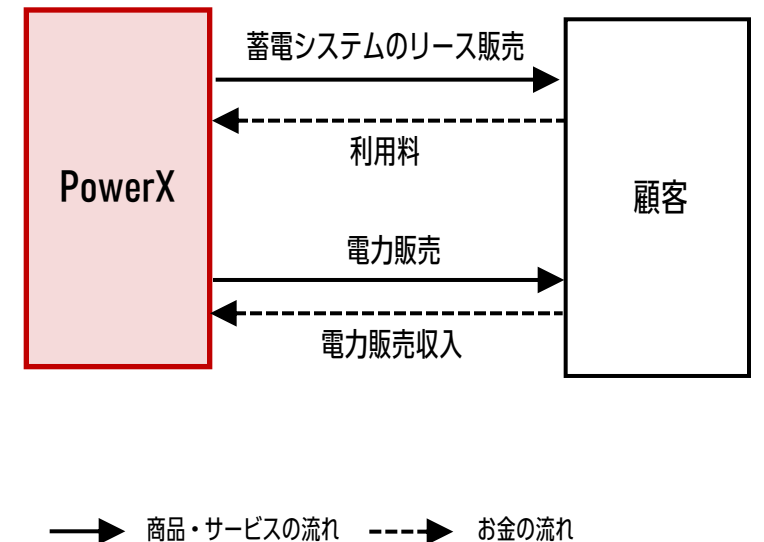 蓄電システムのリース販売
利用料
PowerX
顧客
電力販売
電力販売収入
商品・サービスの流れ
お金の流れ